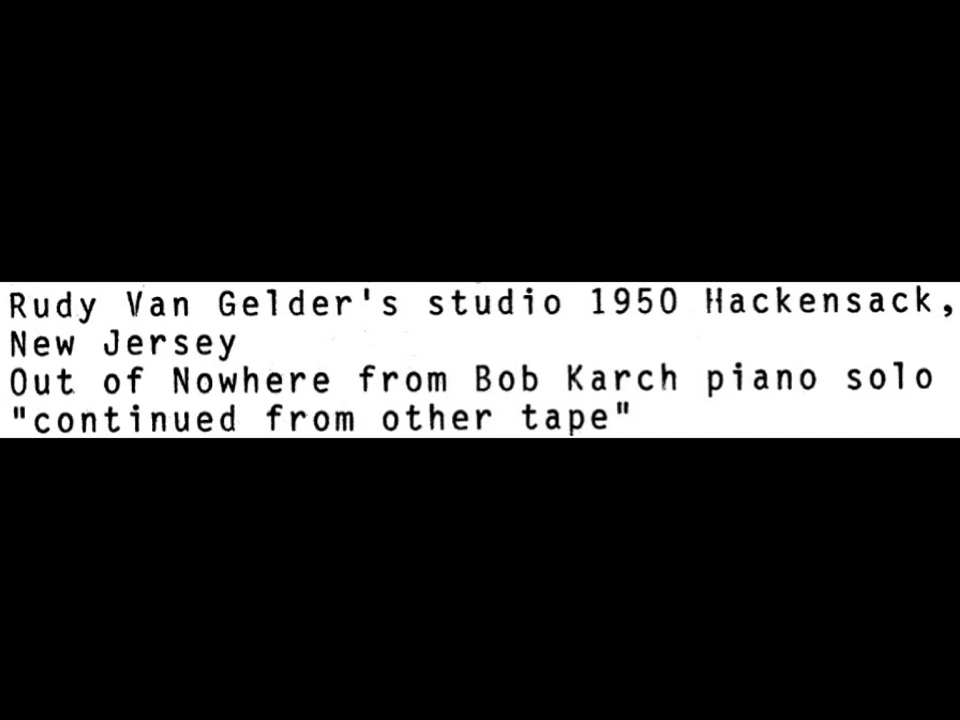 Rudy Van Gelder's studio 1950 Hackensack,
New Jersey
Out of Nowhere from Bob Karch piano solo
"continued from other tape"